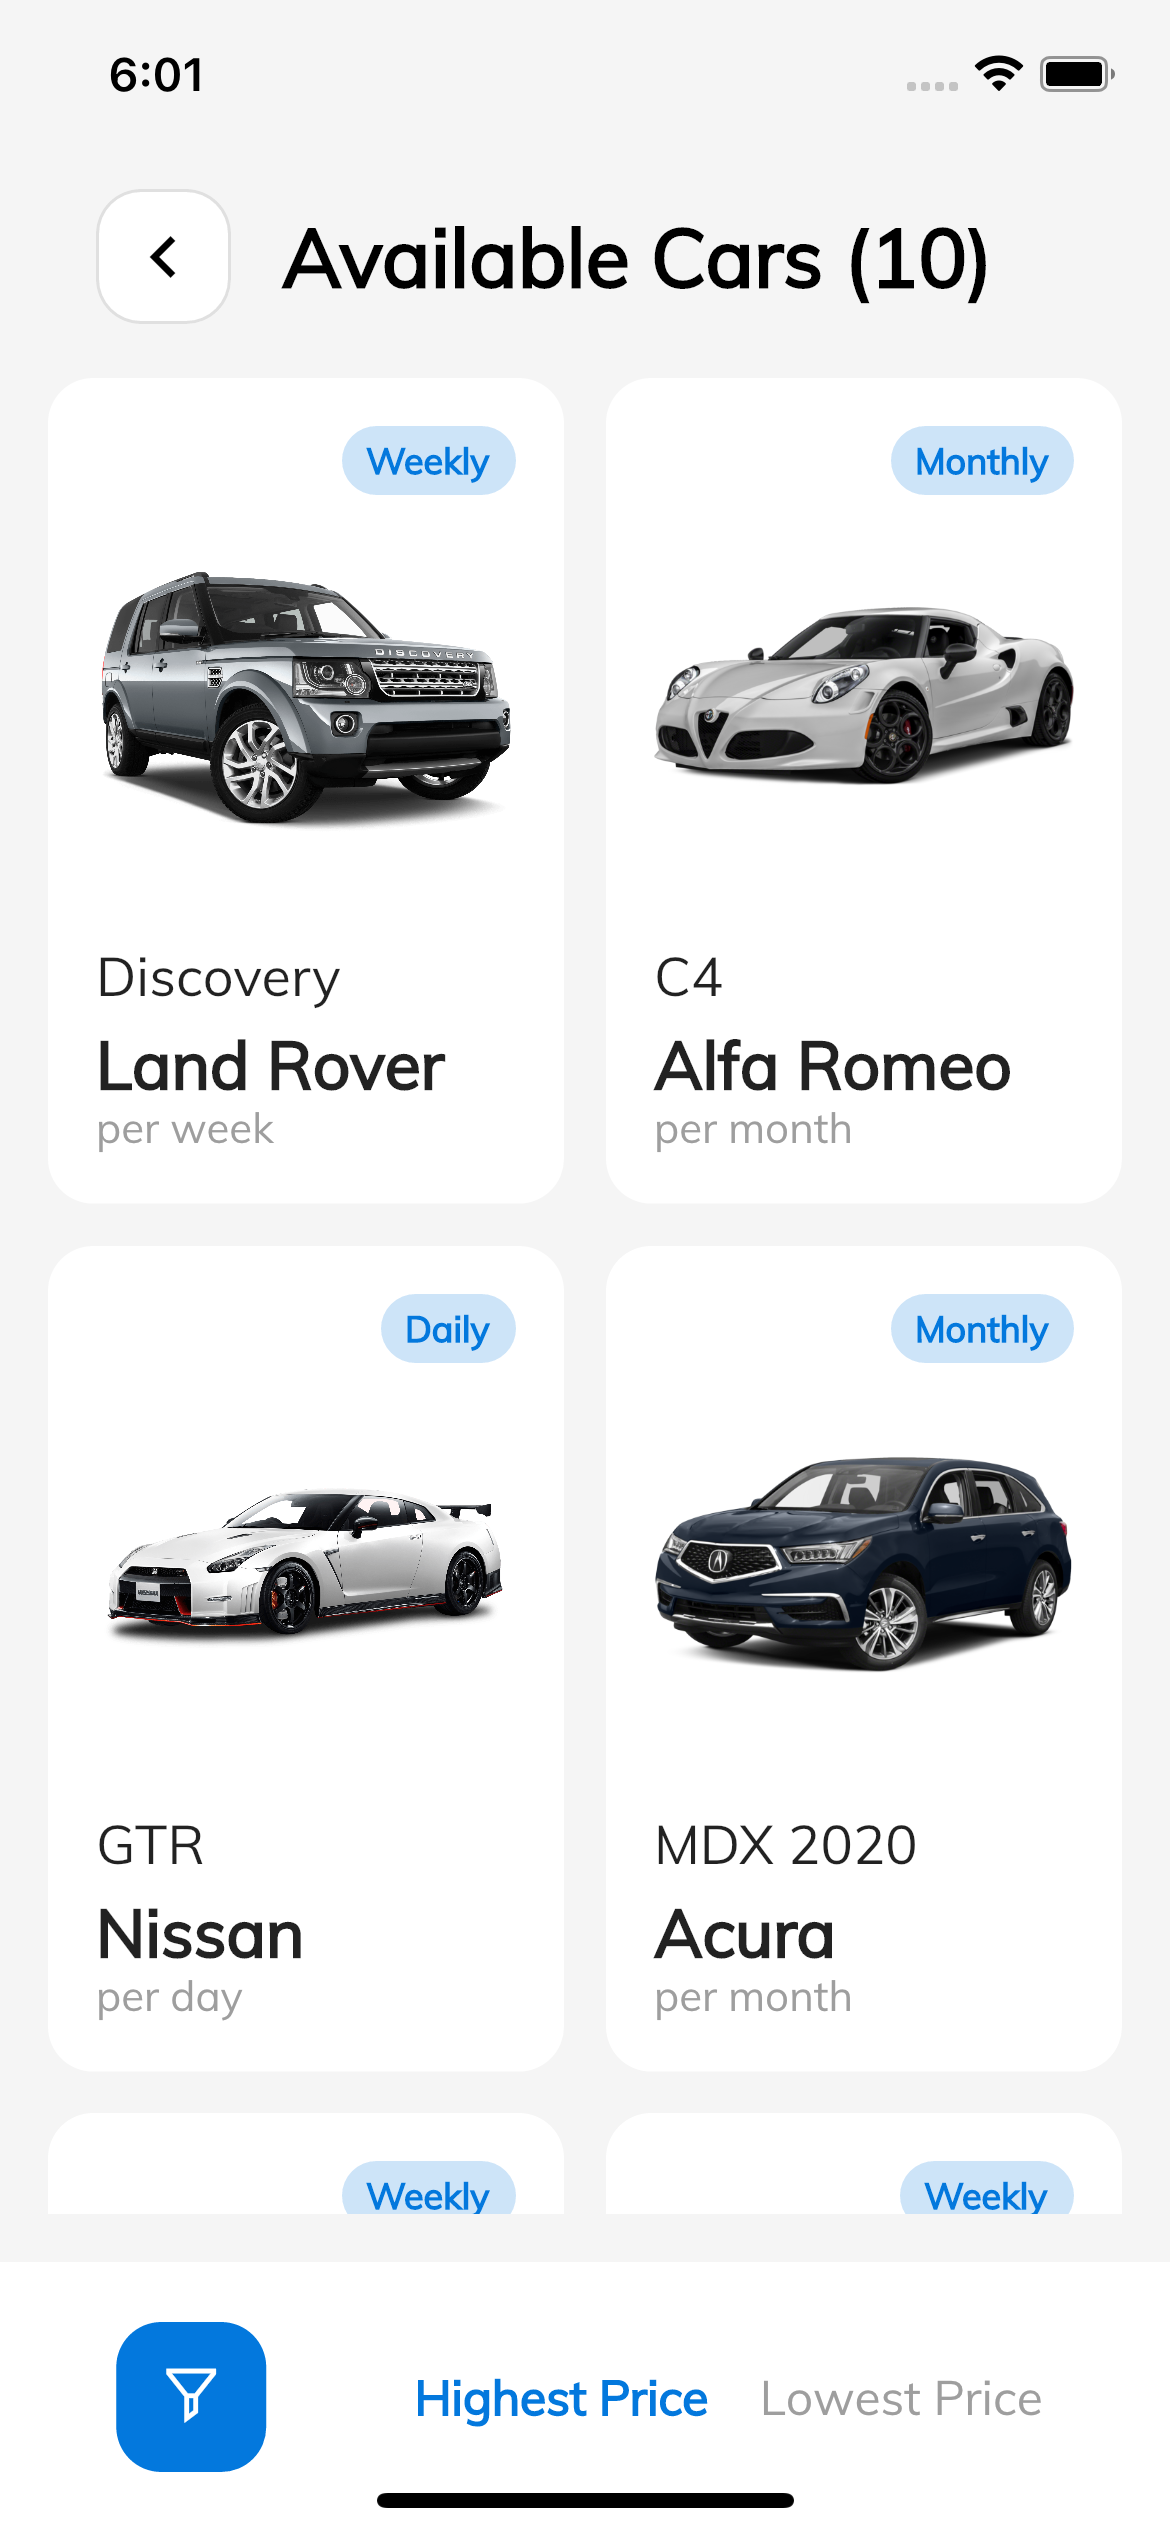 6:01
Available Cars (10)
Weekly
Monthly
DISCOVERY
Discovery
Land Rover
per week
C4
Alfa Romeo
per month
Daily
Monthly
GTR
Nissan
per day
MDX 2020
Acura
per month
Weekly
Weekly
Highest Price
Lowest Price